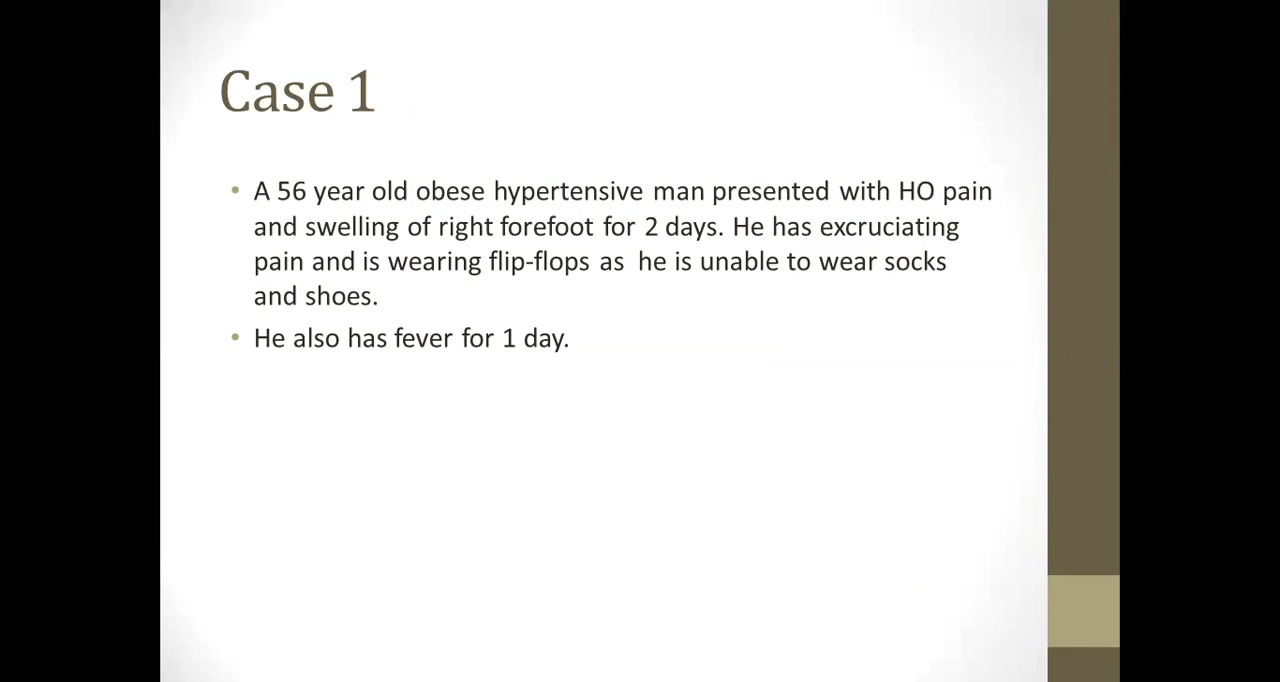 Case 1
• A 56 year old obese hypertensive man presented with HO pain
and swelling of right forefoot for 2 days. He has excruciating
pain and is wearing flip-flops as he is unable to wear socks
and shoes.
• He also has fever for 1 day.